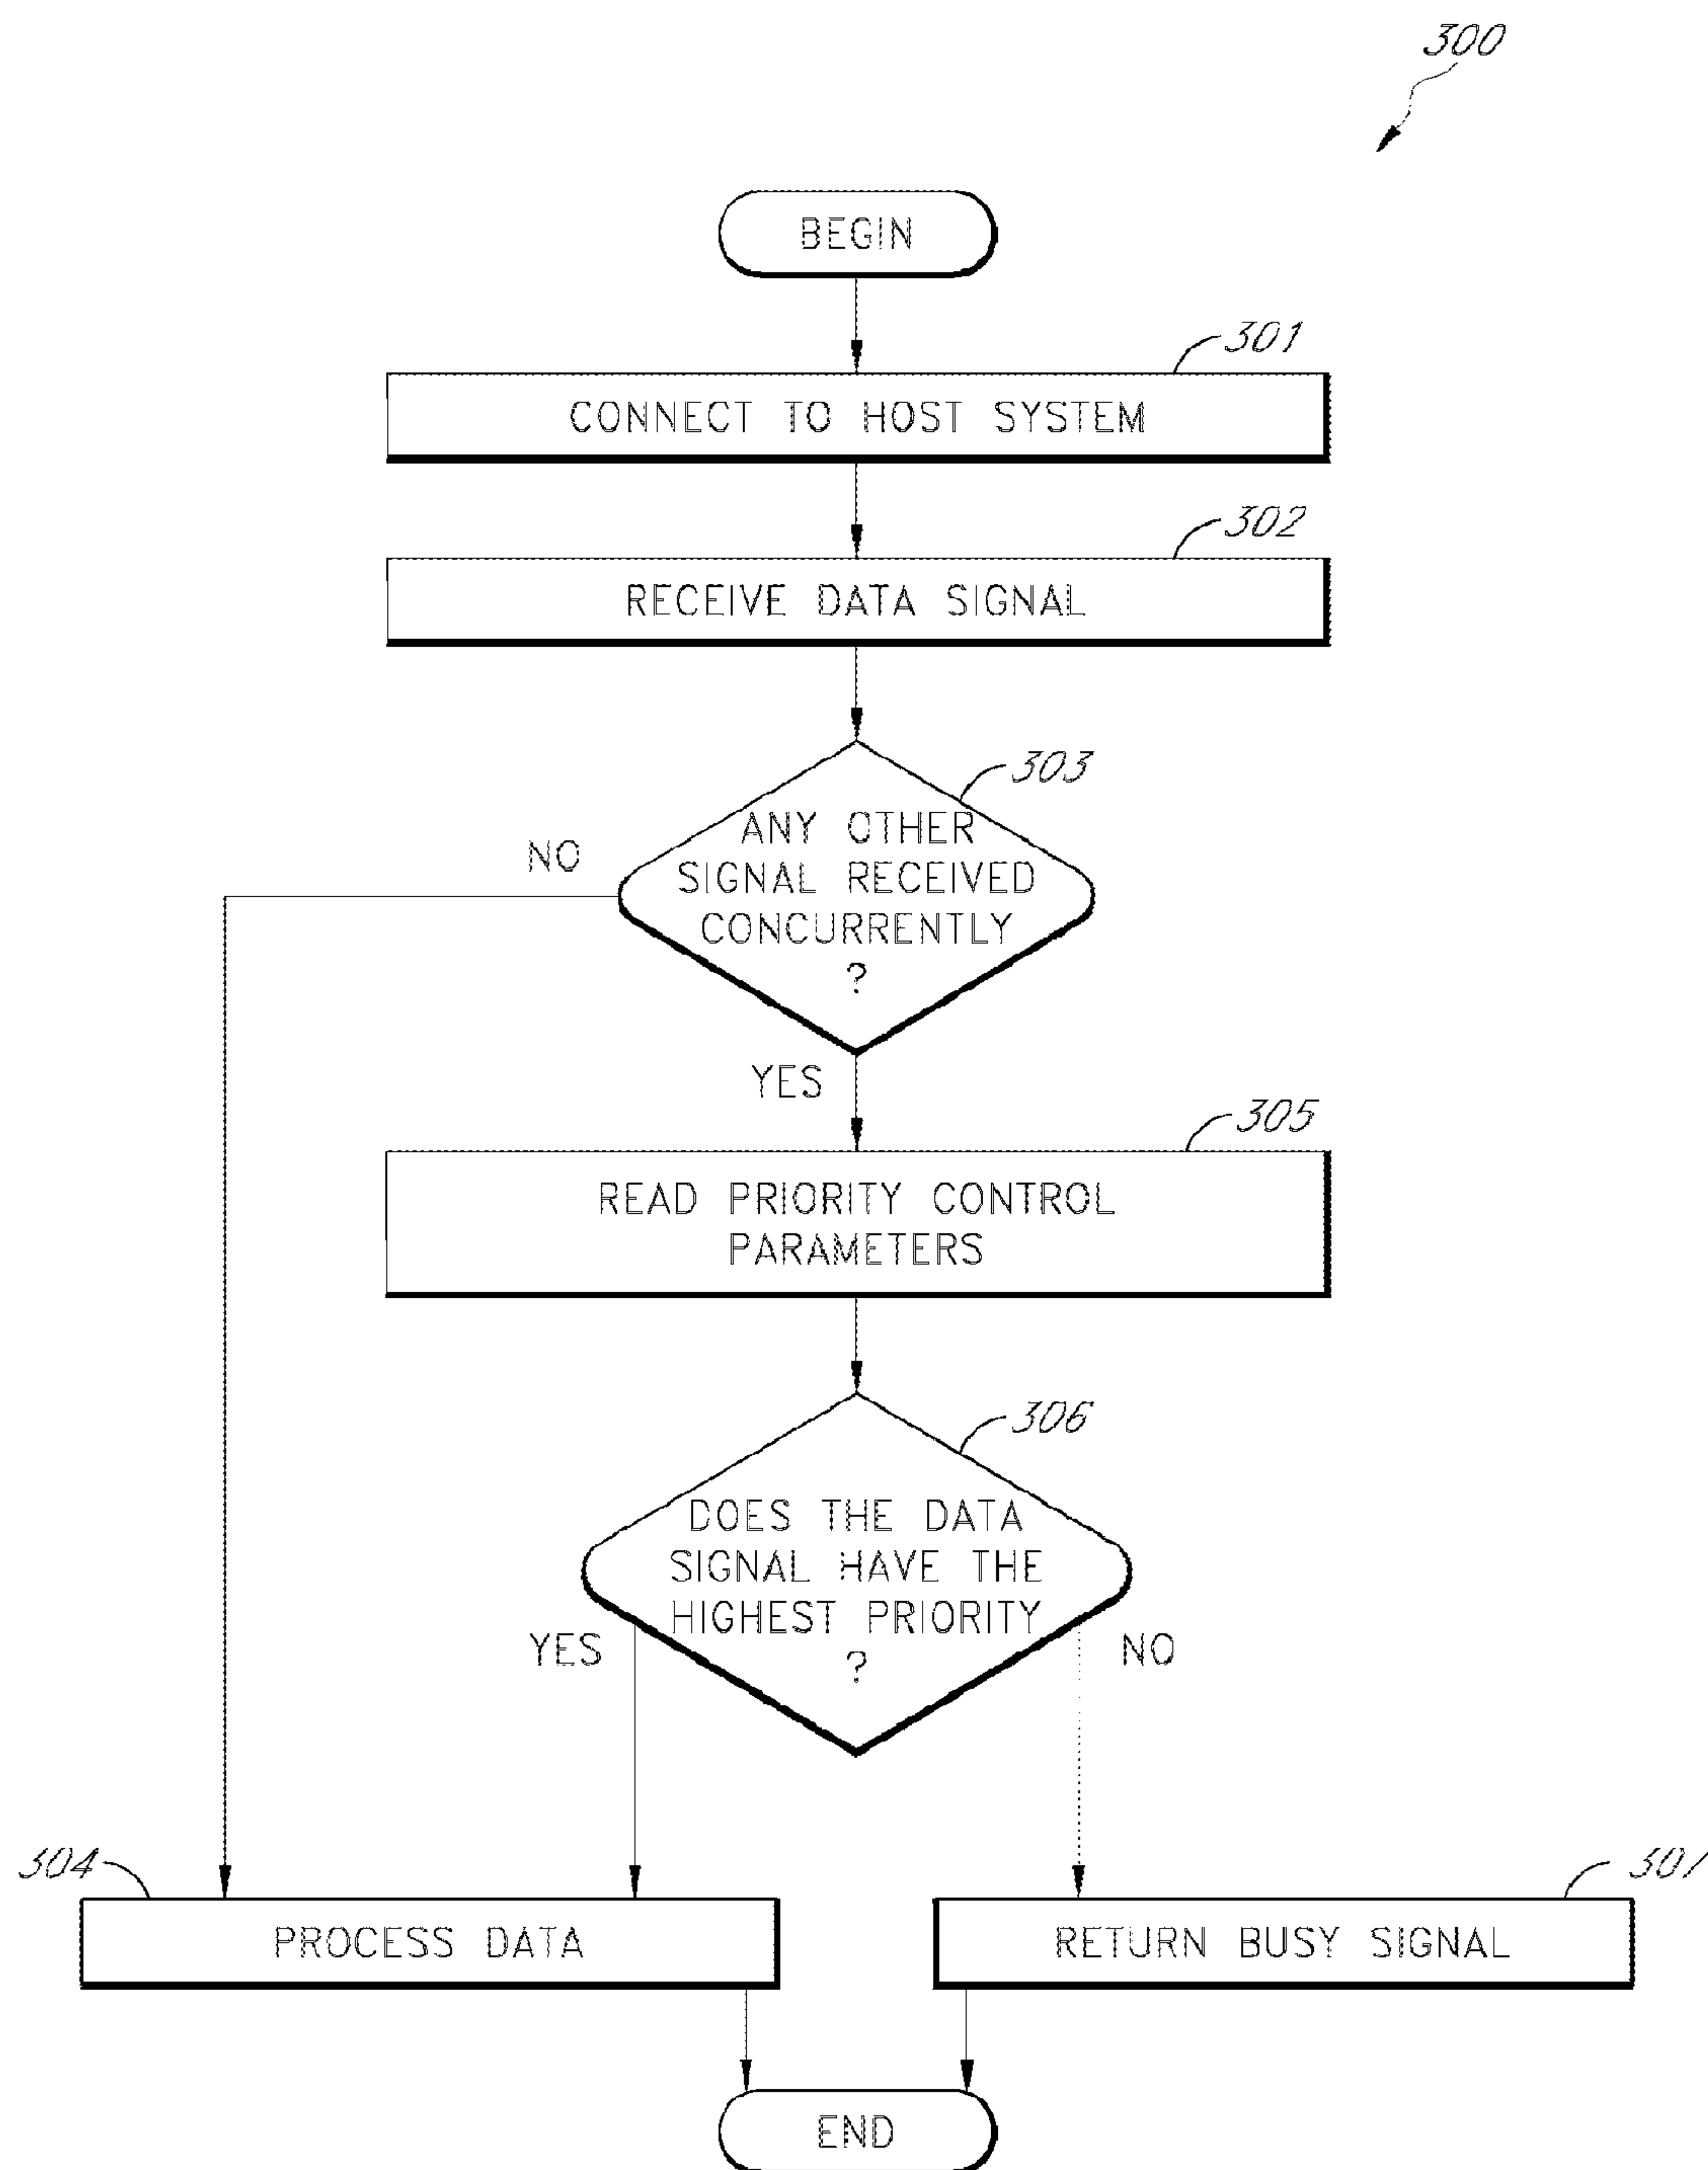 300
BEGIN
301
CONNECT TO HOST SYSTEM
302
RECEIVE DATA SIGNAL
303
ANY OTHER
SIGNAL RECEIVED
CONCURRENTLY
?
NO
YES
305
READ PRIORITY CONTROL
PARAMETERS
306
DOES THE DATA
SIGNAL HAVE THE
HIGHEST PRIORITY
?
YES
NO
304
PROCESS DATA
307
RETURN BUSY SIGNAL
END